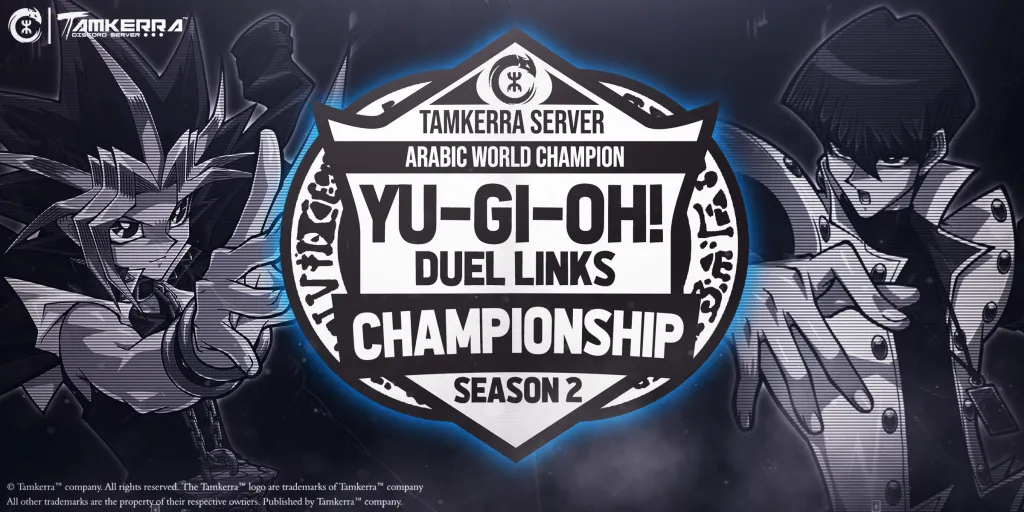 TAMKERRA™
DISCORD SERVER
TAMKERRA SERVER
ARABIC WORLD CHAMPION
YU-GI-OH!
DUEL LINKS
CHAMPIONSHIP
SEASON 2
© Tamkerra™ company. All rights reserved. The Tamkerra™ logo are trademarks of Tamkerra™ company
All other trademarks are the property of their respective owners. Published by Tamkerra™ company.